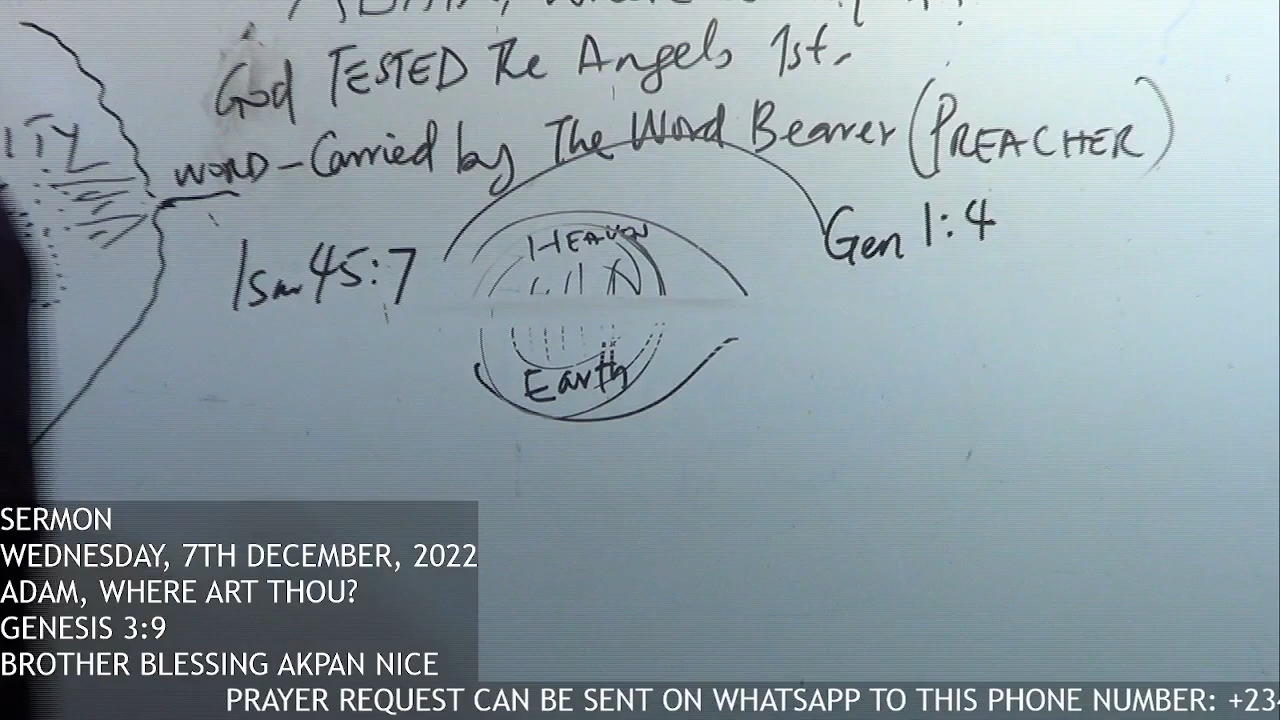 God TESTED The Angels 1st.
WORD - Carried by The Word Bearer (PREACHER)
ITY
Isa 45:7
Gen 1:4
HEAVEN
Earth
SERMON
WEDNESDAY, 7TH DECEMBER, 2022
ADAM, WHERE ART THOU?
GENESIS 3:9
BROTHER BLESSING AKPAN NICE
PRAYER REQUEST CAN BE SENT ON WHATSAPP TO THIS PHONE NUMBER: +23